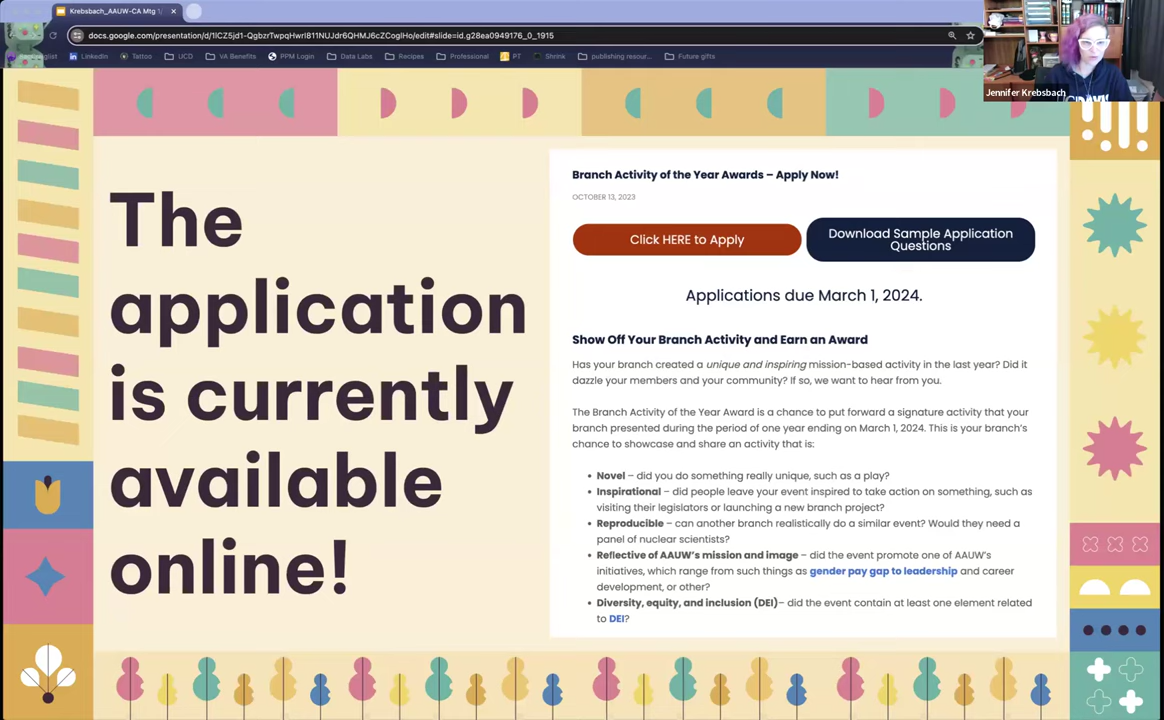 Krebsbach_AAUW-CA Mtg 1/
docs.google.com/presentation/d/1lCZ5jd1-QgbzrTwpqHwrl811NUJdr6QHMJ6cZCoglHo/edit#slide=id.g28ea0949176_0_1915
LinkedIn
Tattoo
UCD
VA Benefits
PPM Login
Data Labs
Recipes
Professional
PT
Shrink
publishing resour...
Future gifts
Jennifer Krebsbach
The
application
is currently
available
online!
Branch Activity of the Year Awards – Apply Now!
OCTOBER 13, 2023
Click HERE to Apply
Download Sample Application
Questions
Applications due March 1, 2024.
Show Off Your Branch Activity and Earn an Award
Has your branch created a unique and inspiring mission-based activity in the last year? Did it
dazzle your members and your community? If so, we want to hear from you.
The Branch Activity of the Year Award is a chance to put forward a signature activity that your
branch presented during the period of one year ending on March 1, 2024. This is your branch's
chance to showcase and share an activity that is:
• Novel – did you do something really unique, such as a play?
• Inspirational – did people leave your event inspired to take action on something, such as
visiting their legislators or launching a new branch project?
• Reproducible – can another branch realistically do a similar event? Would they need a
panel of nuclear scientists?
• Reflective of AAUW's mission and image – did the event promote one of AAUW's
initiatives, which range from such things as gender pay gap to leadership and career
development, or other?
• Diversity, equity, and inclusion (DEI)– did the event contain at least one element related
to DEI?